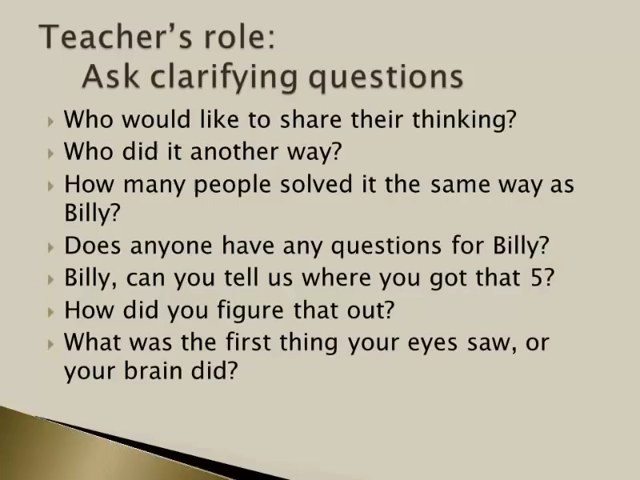 Teacher's role:
Ask clarifying questions
Who would like to share their thinking?
Who did it another way?
How many people solved it the same way as
Billy?
Does anyone have any questions for Billy?
Billy, can you tell us where you got that 5?
How did you figure that out?
What was the first thing your eyes saw, or
your brain did?